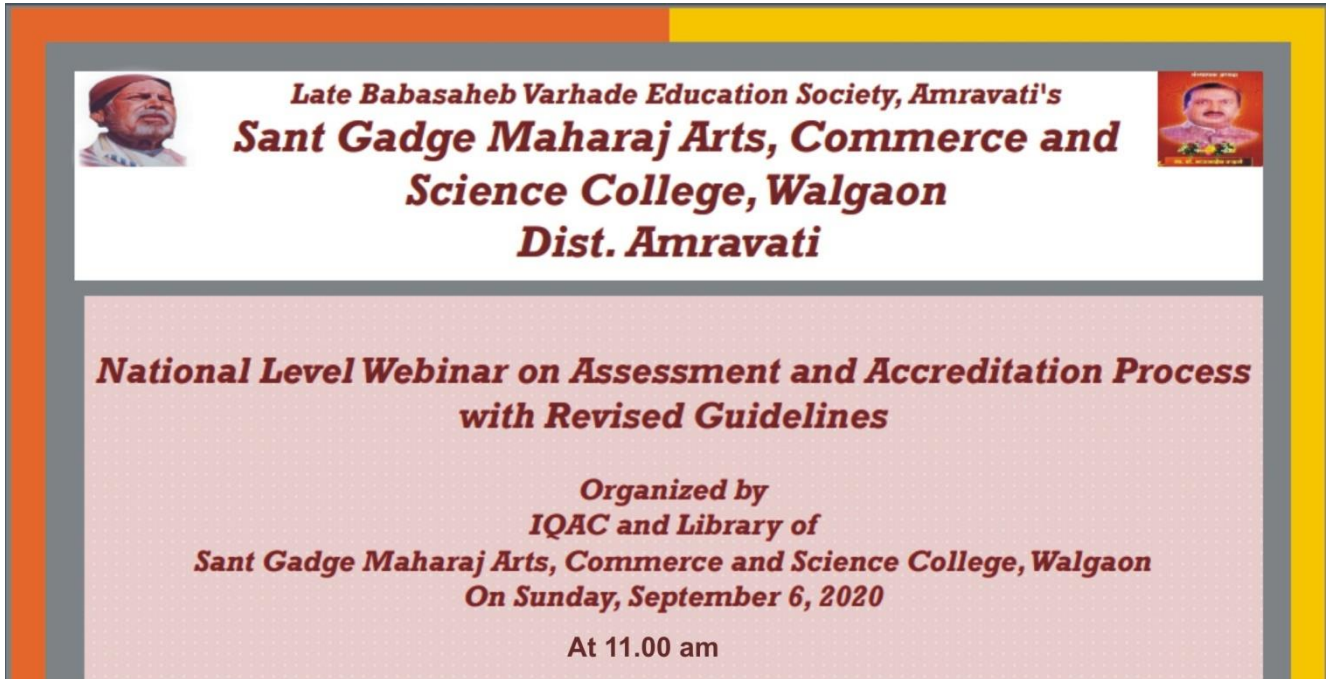 Late Babasaheb Varhade Education Society, Amravati's
Sant Gadge Maharaj Arts, Commerce and
Science College, Walgaon
Dist. Amravati
National Level Webinar on Assessment and Accreditation Process
with Revised Guidelines
Organized by
IQAC and Library of
Sant Gadge Maharaj Arts, Commerce and Science College, Walgaon
On Sunday, September 6, 2020
At 11.00 am